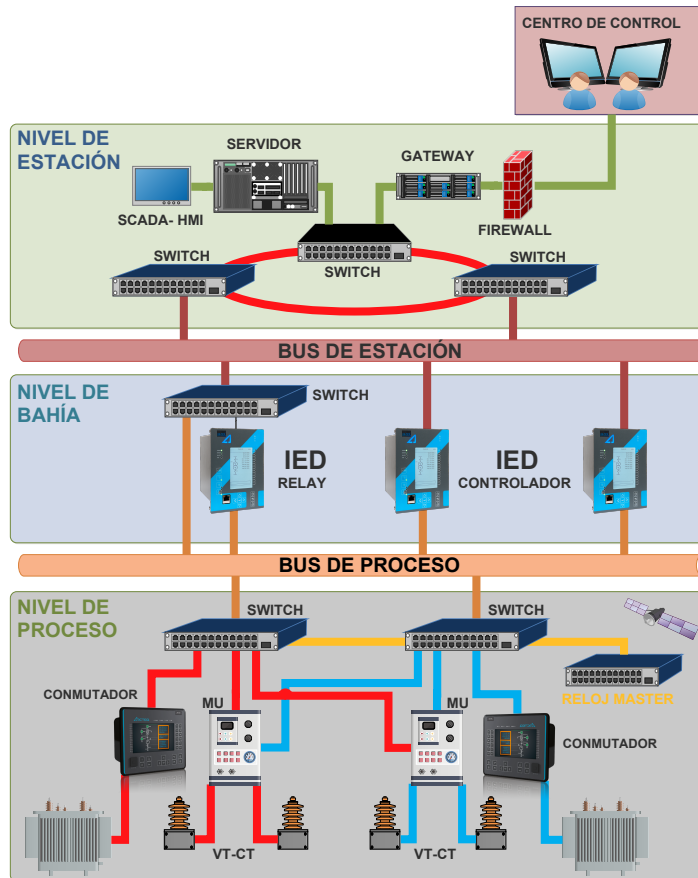 CENTRO DE CONTROL
NIVEL DE
ESTACIÓN
SERVIDOR
GATEWAY
SCADA- HMI
FIREWALL
SWITCH
SWITCH
SWITCH
BUS DE ESTACIÓN
NIVEL DE
BAHÍA
SWITCH
IED
RELAY
IED
CONTROLADOR
BUS DE PROCESO
NIVEL DE
PROCESO
SWITCH
SWITCH
RELOJ MASTER
CONMUTADOR
MU
MU
CONMUTADOR
VT-CT
VT-CT